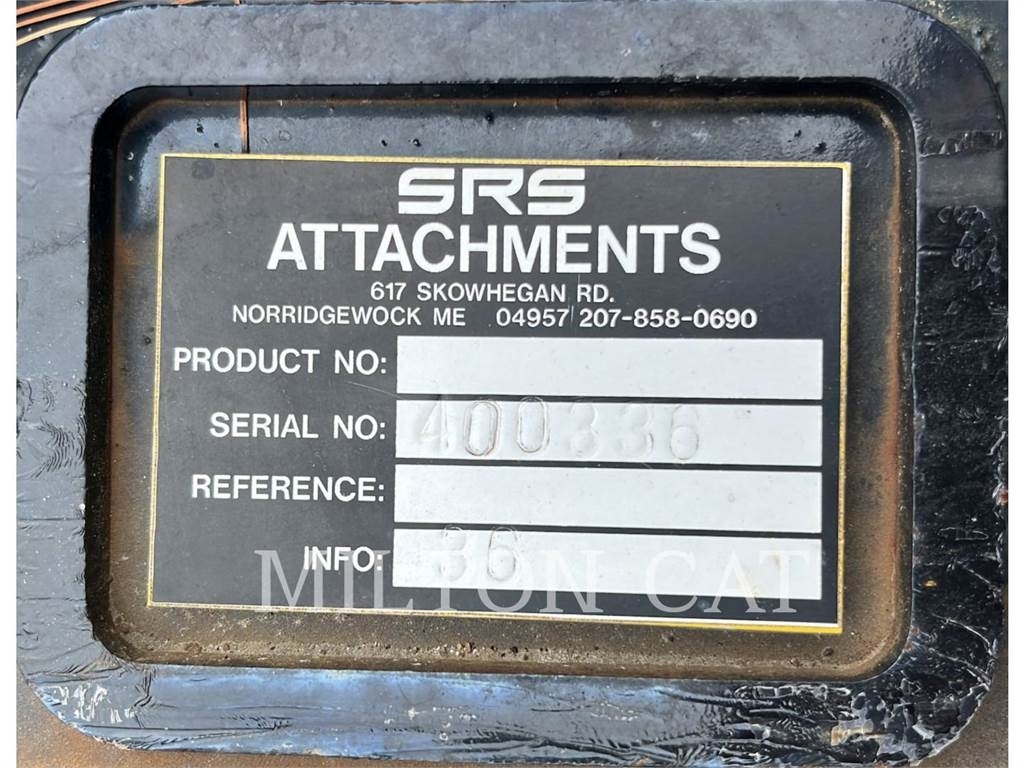 SRS
ATTACHMENTS
617 SKOWHEGAN RD.
NORRIDGEWOCK ME 04957 207-858-0690
PRODUCT NO:
SERIAL NO: 400336
REFERENCE:
INFO: 36
MILTON CAT